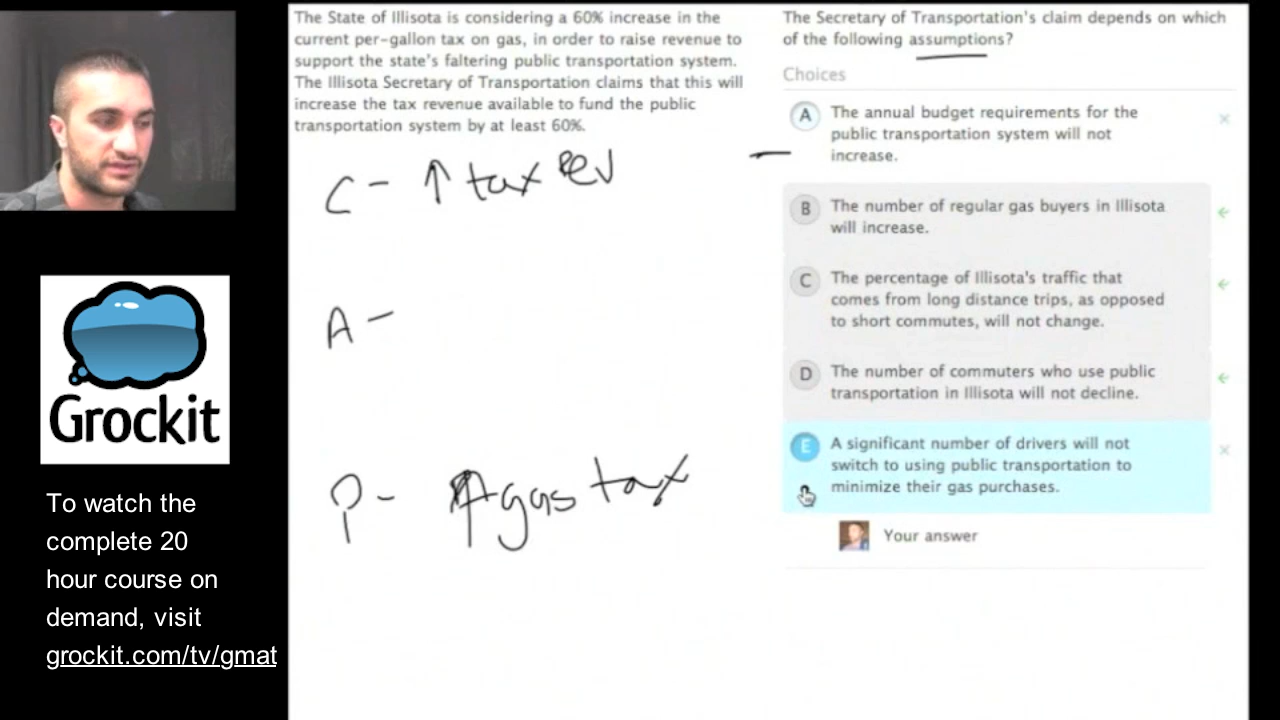 The State of Illisota is considering a 60% increase in the
current per-gallon tax on gas, in order to raise revenue to
support the state's faltering public transportation system.
The Illisota Secretary of Transportation claims that this will
increase the tax revenue available to fund the public
transportation system by at least 60%.
C - ↑ tax Rev
A -
P - ↑ gas tax
The Secretary of Transportation's claim depends on which
of the following assumptions?
Choices
A The annual budget requirements for the
public transportation system will not
increase.
B The number of regular gas buyers in Illisota
will increase.
C The percentage of Illisota's traffic that
comes from long distance trips, as opposed
to short commutes, will not change.
D The number of commuters who use public
transportation in Illisota will not decline.
E A significant number of drivers will not
switch to using public transportation to
minimize their gas purchases.
Your answer
Grockit
To watch the
complete 20
hour course on
demand, visit
grockit.com/tv/gmat